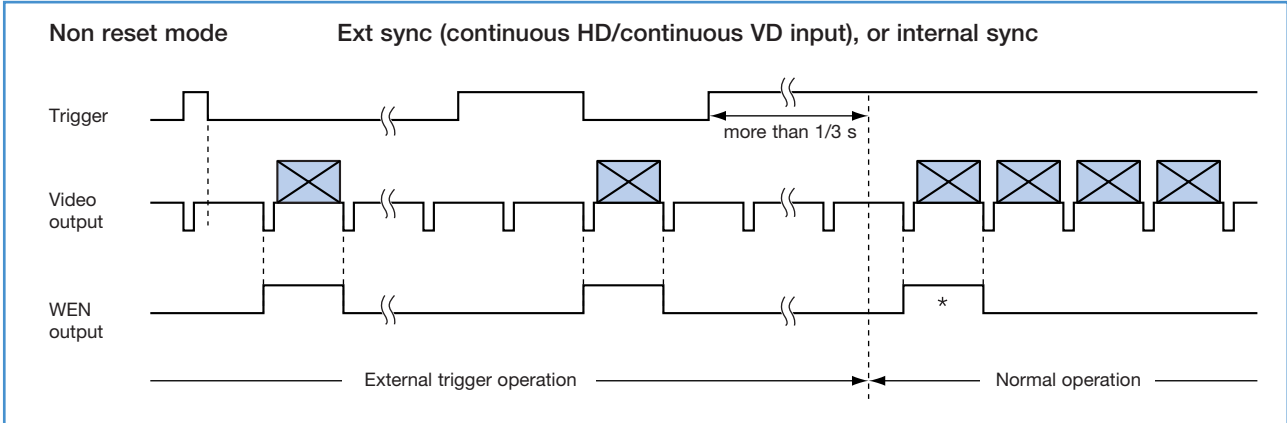 Non reset mode
Ext sync (continuous HD/continuous VD input), or internal sync
Trigger
more than 1/3 s
Video
output
WEN
output
*
External trigger operation
Normal operation